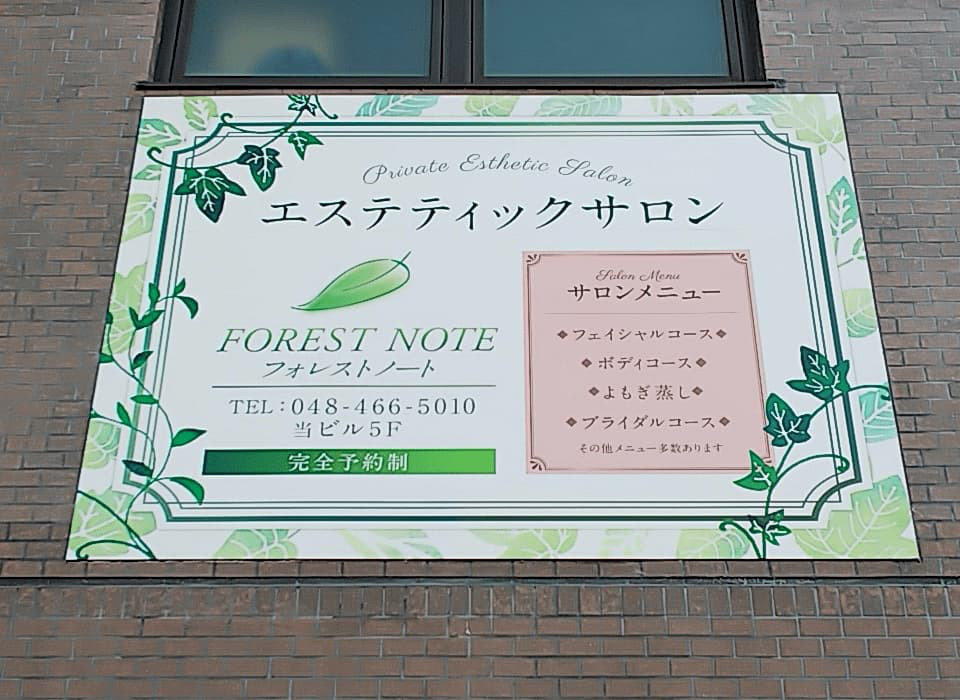 Private Esthetic Salon
エステティックサロン
FOREST NOTE
フォレストノート
TEL：048-466-5010
当ビル5F
完全予約制
Salon Menu
サロンメニュー
❖フェイシャルコース❖
❖ボディコース❖
❖よもぎ蒸し❖
❖ブライダルコース❖
その他メニュー多数あります